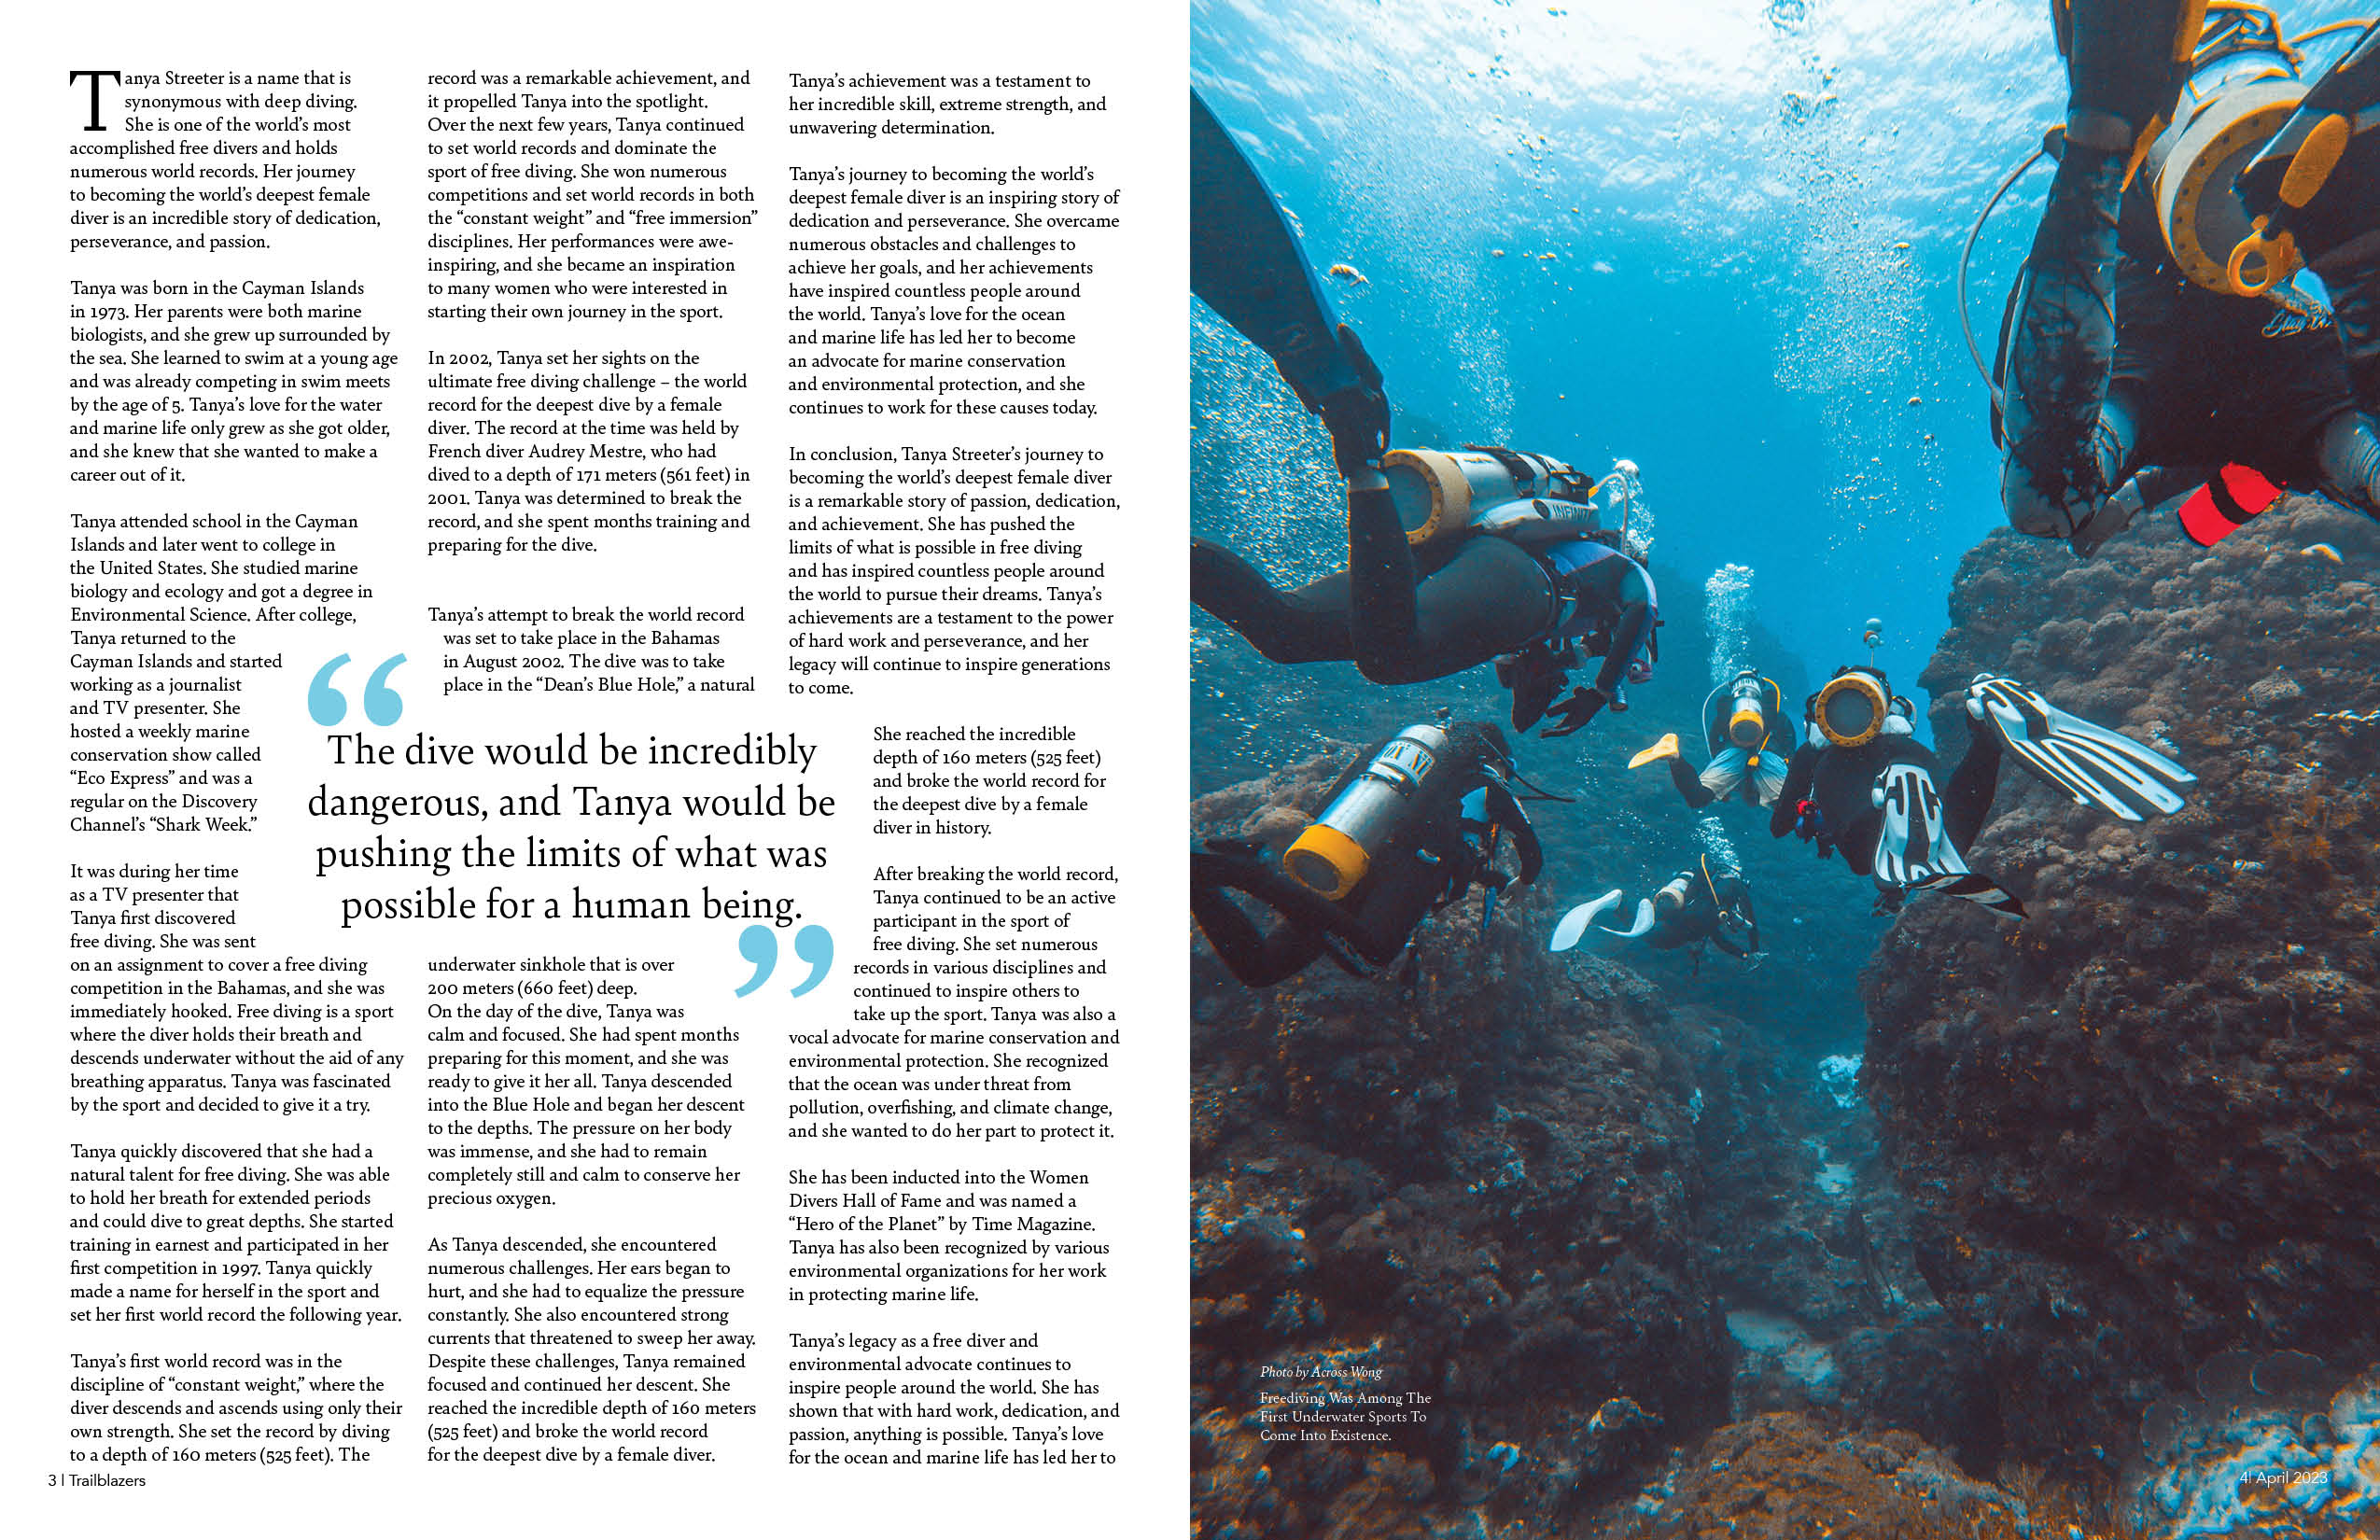 Tanya Streeter is a name that is
synonymous with deep diving.
She is one of the world’s most
accomplished free divers and holds
numerous world records. Her journey
to becoming the world’s deepest female
diver is an incredible story of dedication,
perseverance, and passion.
Tanya was born in the Cayman Islands
in 1973. Her parents were both marine
biologists, and she grew up surrounded by
the sea. She learned to swim at a young age
and was already competing in swim meets
by the age of 5. Tanya’s love for the water
and marine life only grew as she got older,
and she knew that she wanted to make a
career out of it.
Tanya attended school in the Cayman
Islands and later went to college in
the United States. She studied marine
biology and ecology and got a degree in
Environmental Science. After college,
Tanya returned to the
Cayman Islands and started
working as a journalist
and TV presenter. She
hosted a weekly marine
conservation show called
“Eco Express” and was a
regular on the Discovery
Channel’s “Shark Week.”
It was during her time
as a TV presenter that
Tanya first discovered
free diving. She was sent
on an assignment to cover a free diving
competition in the Bahamas, and she was
immediately hooked. Free diving is a sport
where the diver holds their breath and
descends underwater without the aid of any
breathing apparatus. Tanya was fascinated
by the sport and decided to give it a try.
Tanya quickly discovered that she had a
natural talent for free diving. She was able
to hold her breath for extended periods
and could dive to great depths. She started
training in earnest and participated in her
first competition in 1997. Tanya quickly
made a name for herself in the sport and
set her first world record the following year.
Tanya’s first world record was in the
discipline of “constant weight,” where the
diver descends and ascends using only their
own strength. She set the record by diving
to a depth of 160 meters (525 feet). The
record was a remarkable achievement, and
it propelled Tanya into the spotlight.
Over the next few years, Tanya continued
to set world records and dominate the
sport of free diving. She won numerous
competitions and set world records in both
the “constant weight” and “free immersion”
disciplines. Her performances were awe-
inspiring, and she became an inspiration
to many women who were interested in
starting their own journey in the sport.
In 2002, Tanya set her sights on the
ultimate free diving challenge – the world
record for the deepest dive by a female
diver. The record at the time was held by
French diver Audrey Mestre, who had
dived to a depth of 171 meters (561 feet) in
2001. Tanya was determined to break the
record, and she spent months training and
preparing for the dive.
Tanya’s attempt to break the world record
was set to take place in the Bahamas
in August 2002. The dive was to take
place in the “Dean’s Blue Hole,” a natural
“
The dive would be incredibly
dangerous, and Tanya would be
pushing the limits of what was
possible for a human being.
”
underwater sinkhole that is over
200 meters (660 feet) deep.
On the day of the dive, Tanya was
calm and focused. She had spent months
preparing for this moment, and she was
ready to give it her all. Tanya descended
into the Blue Hole and began her descent
to the depths. The pressure on her body
was immense, and she had to remain
completely still and calm to conserve her
precious oxygen.
As Tanya descended, she encountered
numerous challenges. Her ears began to
hurt, and she had to equalize the pressure
constantly. She also encountered strong
currents that threatened to sweep her away.
Despite these challenges, Tanya remained
focused and continued her descent. She
reached the incredible depth of 160 meters
(525 feet) and broke the world record
for the deepest dive by a female diver.
Tanya’s achievement was a testament to
her incredible skill, extreme strength, and
unwavering determination.
Tanya’s journey to becoming the world’s
deepest female diver is an inspiring story of
dedication and perseverance. She overcame
numerous obstacles and challenges to
achieve her goals, and her achievements
have inspired countless people around
the world. Tanya’s love for the ocean
and marine life has led her to become
an advocate for marine conservation
and environmental protection, and she
continues to work for these causes today.
In conclusion, Tanya Streeter’s journey to
becoming the world’s deepest female diver
is a remarkable story of passion, dedication,
and achievement. She has pushed the
limits of what is possible in free diving
and has inspired countless people around
the world to pursue their dreams. Tanya’s
achievements are a testament to the power
of hard work and perseverance, and her
legacy will continue to inspire generations
to come.
She reached the incredible
depth of 160 meters (525 feet)
and broke the world record for
the deepest dive by a female
diver in history.
After breaking the world record,
Tanya continued to be an active
participant in the sport of
free diving. She set numerous
records in various disciplines and
continued to inspire others to
take up the sport. Tanya was also a
vocal advocate for marine conservation and
environmental protection. She recognized
that the ocean was under threat from
pollution, overfishing, and climate change,
and she wanted to do her part to protect it.
She has been inducted into the Women
Divers Hall of Fame and was named a
“Hero of the Planet” by Time Magazine.
Tanya has also been recognized by various
environmental organizations for her work
in protecting marine life.
Tanya’s legacy as a free diver and
environmental advocate continues to
inspire people around the world. She has
shown that with hard work, dedication, and
passion, anything is possible. Tanya’s love
for the ocean and marine life has led her to
3 | Trailblazers
Photo by Across Wong
Freediving Was Among The
First Underwater Sports To
Come Into Existence.
4| April 2023